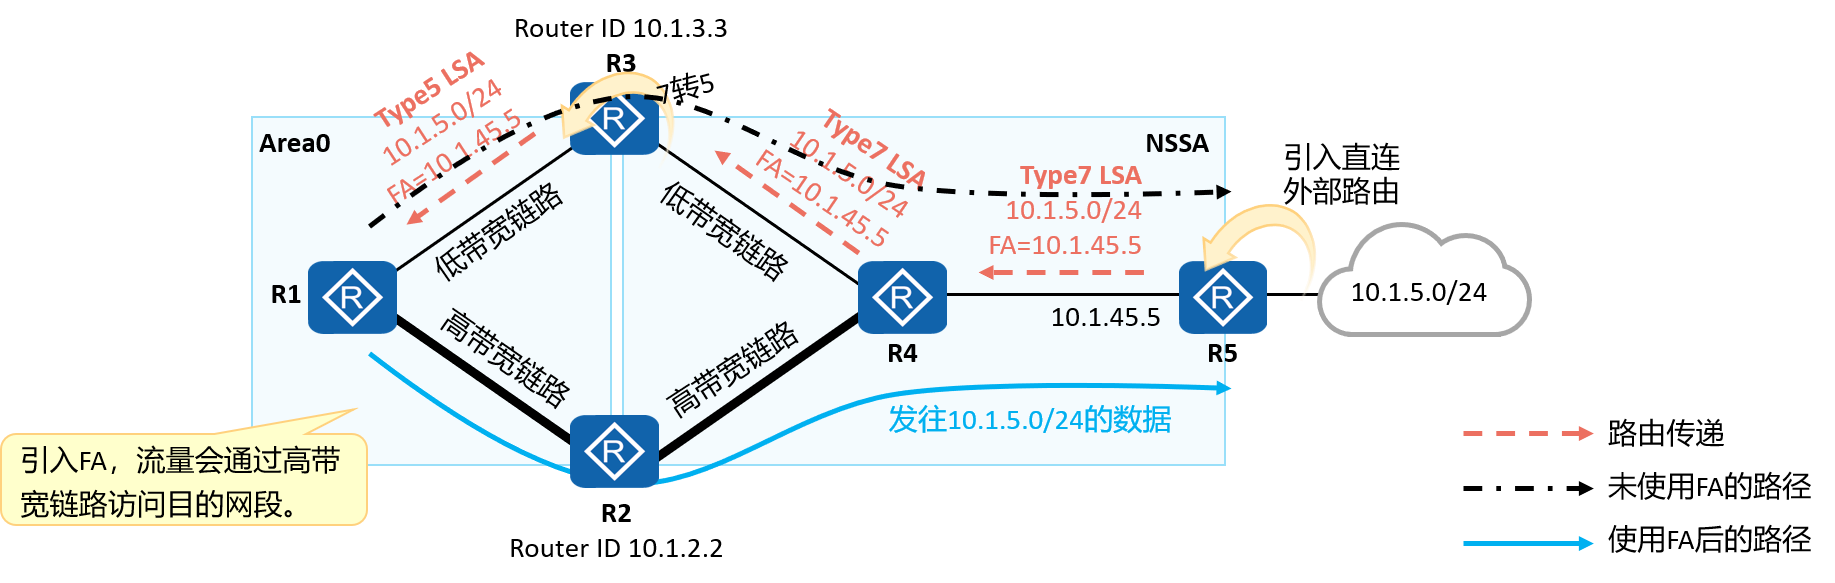 Router ID 10.1.3.3
R3
7转5
Type5 LSA
10.1.5.0/24
FA=10.1.45.5
Type7 LSA
10.1.5.0/24
FA=10.1.45.5
Area0
NSSA
Type7 LSA
10.1.5.0/24
FA=10.1.45.5
引入直连
外部路由
低带宽链路
低带宽链路
R
R
R
R
R
R1
10.1.5.0/24
10.1.45.5
R4
R5
高带宽链路
高带宽链路
发往10.1.5.0/24的数据
引入FA，流量会通过高带
宽链路访问目的网段。
R2
Router ID 10.1.2.2
路由传递
未使用FA的路径
使用FA后的路径